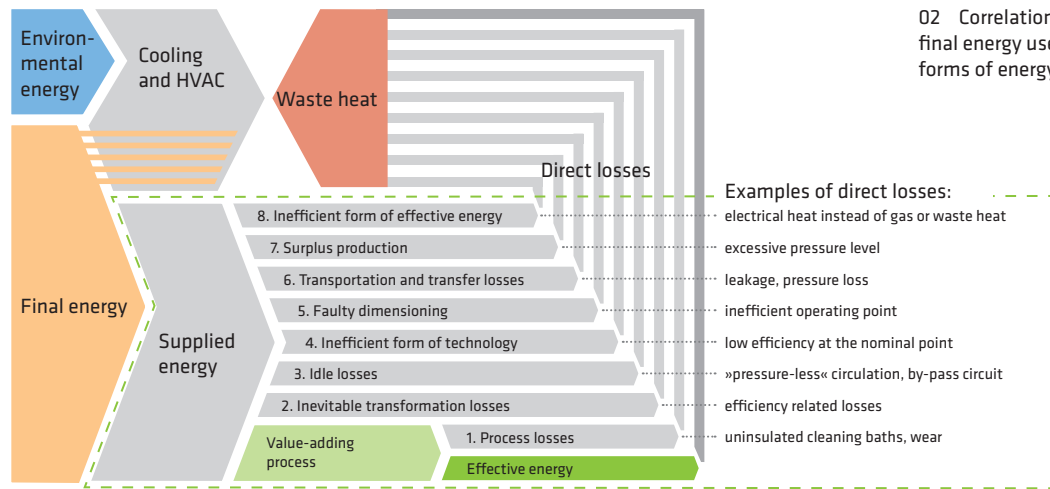 02 Correlation
final energy use
forms of energy
Environ-
mental
energy
Cooling
and HVAC
Waste heat
Direct losses
Final energy
Supplied
energy
Examples of direct losses:
8. Inefficient form of effective energy
electrical heat instead of gas or waste heat
7. Surplus production
excessive pressure level
6. Transportation and transfer losses
leakage, pressure loss
5. Faulty dimensioning
inefficient operating point
4. Inefficient form of technology
low efficiency at the nominal point
3. Idle losses
»pressure-less« circulation, by-pass circuit
2. Inevitable transformation losses
efficiency related losses
Value-adding
process
1. Process losses
uninsulated cleaning baths, wear
Effective energy